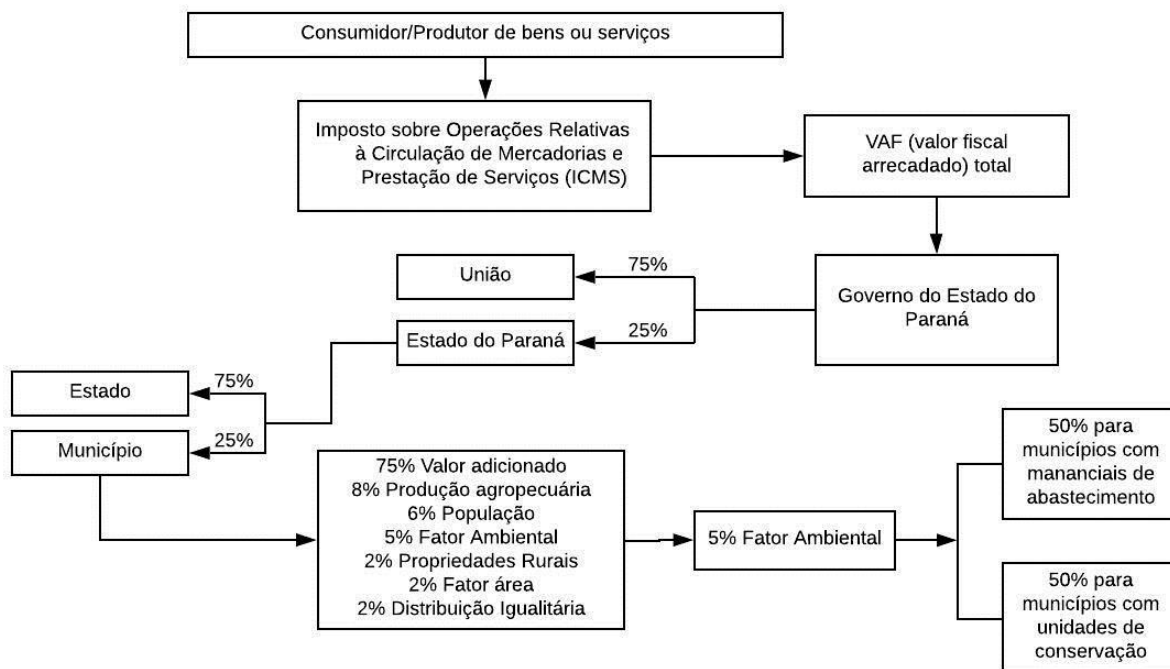 Consumidor/Produtor de bens ou serviços
Imposto sobre Operações Relativas
à Circulação de Mercadorias e
Prestação de Serviços (ICMS)
VAF (valor fiscal
arrecadado) total
Governo do Estado do
Paraná
União
75%
Estado do Paraná
25%
Estado
75%
Município
25%
75% Valor adicionado
8% Produção agropecuária
6% População
5% Fator Ambiental
2% Propriedades Rurais
2% Fator área
2% Distribuição Igualitária
5% Fator Ambiental
50% para
municípios com
mananciais de
abastecimento
50% para
municípios com
unidades de
conservação